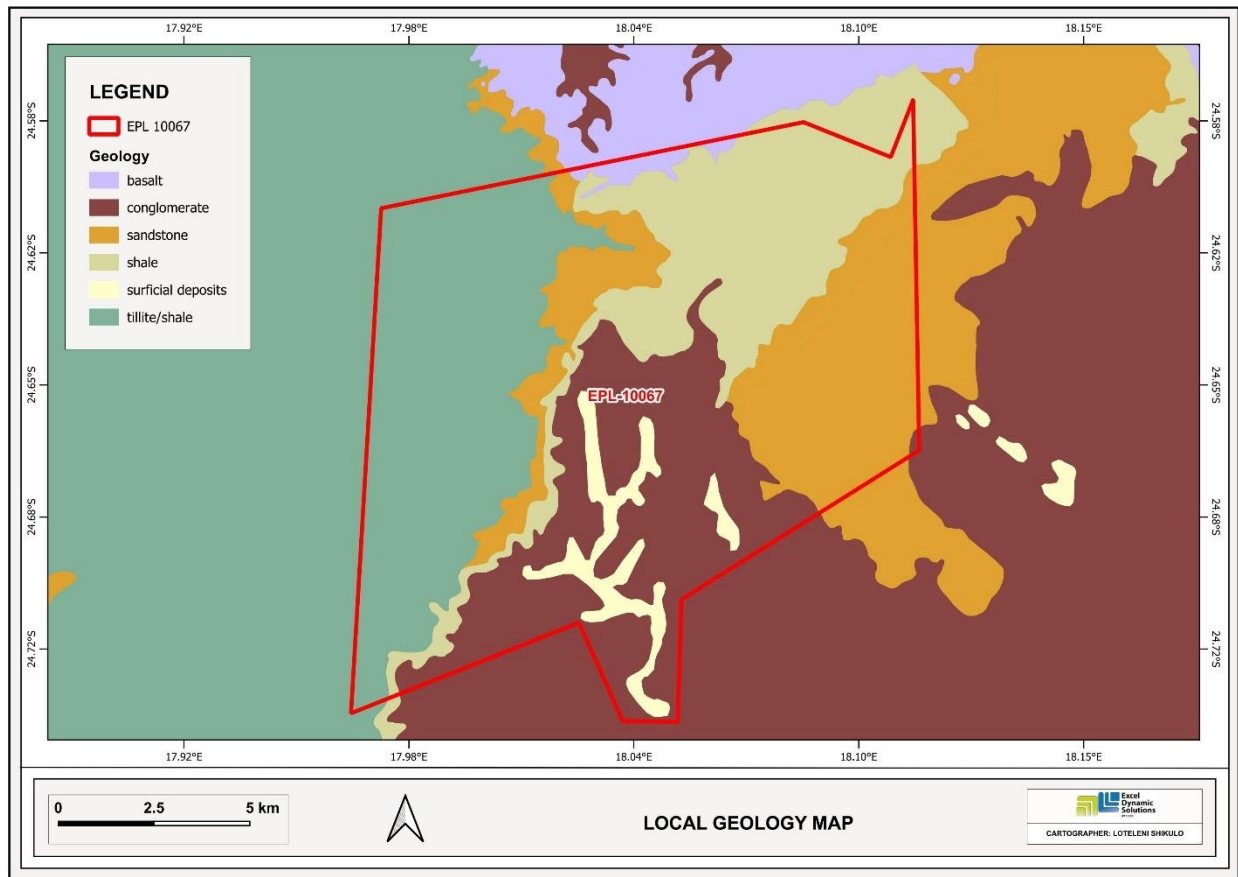 17.92°E 17.98°E 18.04°E 18.10°E 18.15°E
LEGEND
EPL 10067
Geology
basalt
conglomerate
sandstone
shale
surficial deposits
tillite/shale
24.58°S 24.58°S
24.62°S 24.62°S
24.65°S 24.65°S
EPL-10067
24.68°S 24.68°S
24.72°S 24.72°S
17.92°E 17.98°E 18.04°E 18.10°E 18.15°E
0 2.5 5 km
LOCAL GEOLOGY MAP
Excel
Dynamic
Solutions
CARTOGRAPHER: LOTELENI SHIKULO